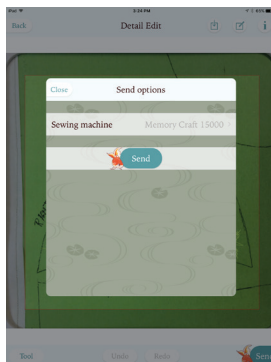 iPad
3:34 PM
83%
Back
Detail Edit
Close
Send options
Sewing machine
Memory Craft 15000
Send
Tool
Undo
Redo
Send